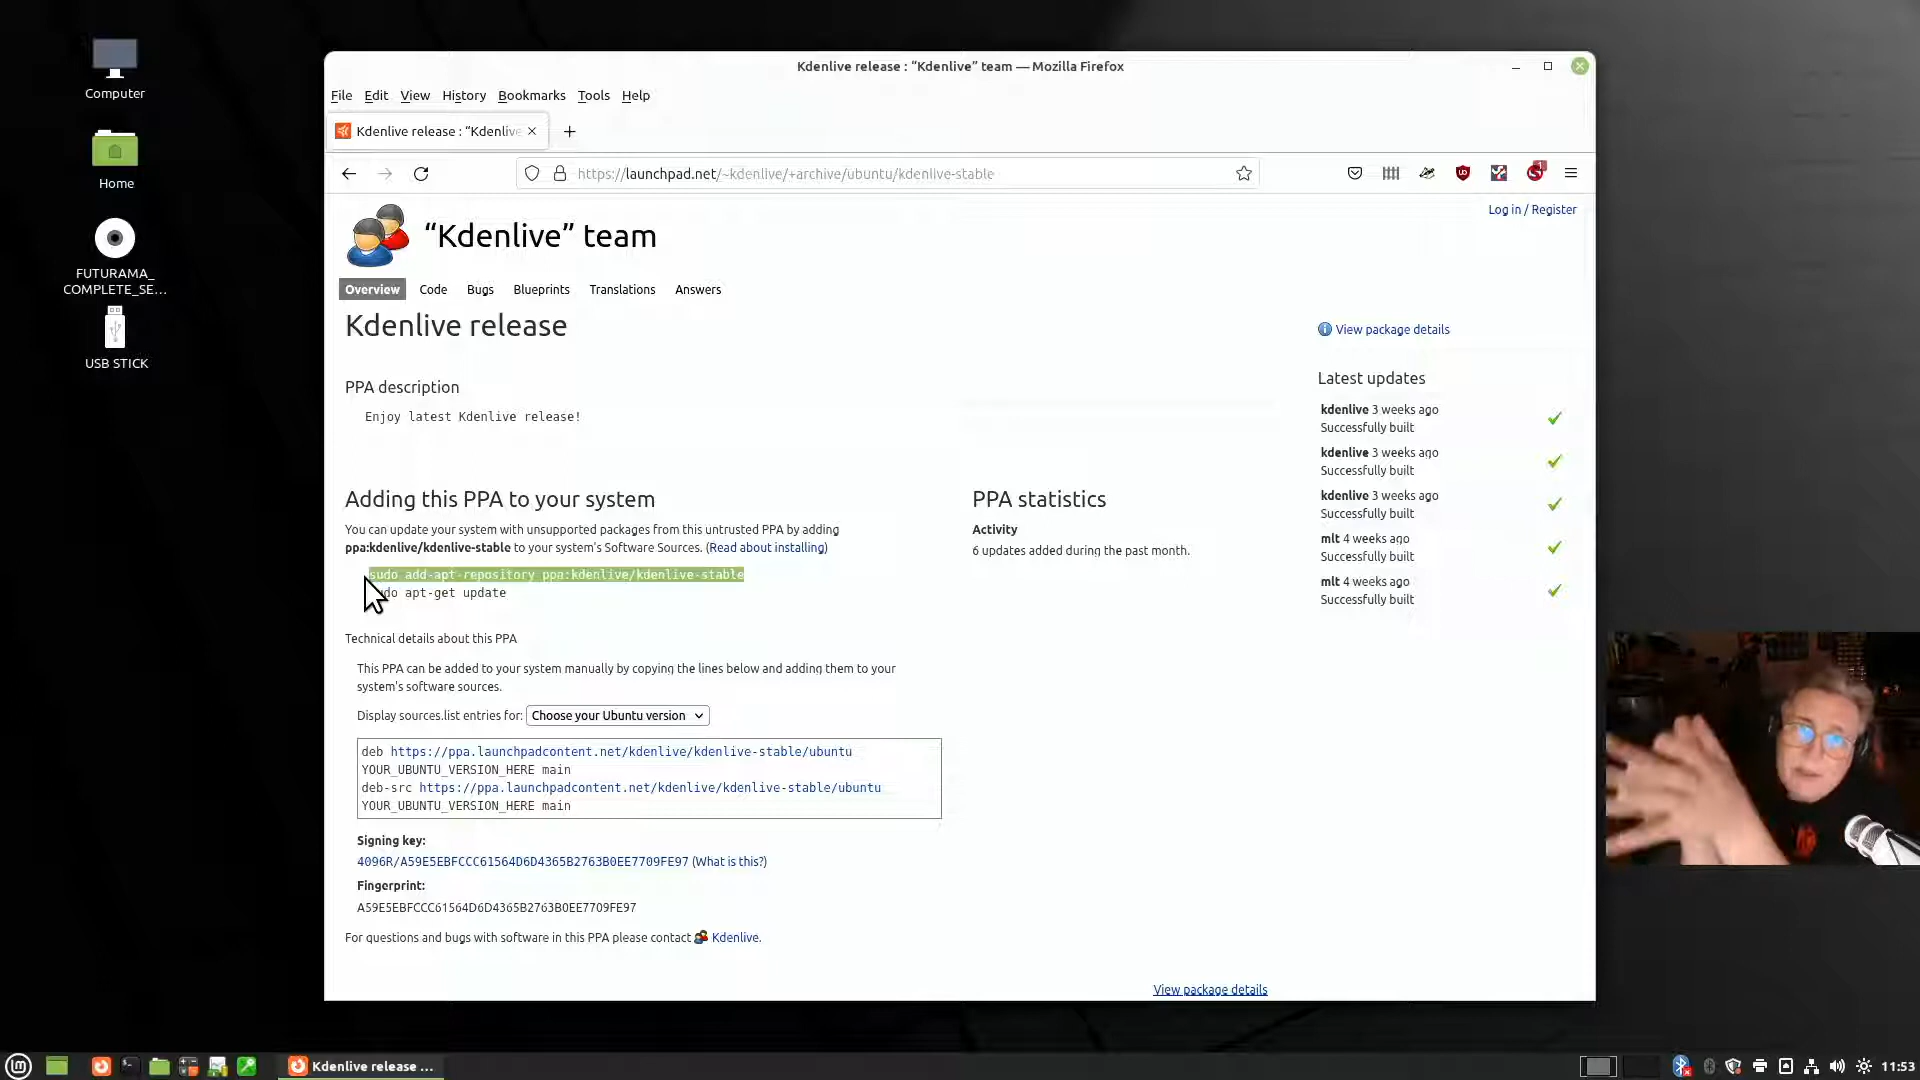 Computer
Home
FUTURAMA_
COMPLETE_SE...
USB STICK
Kdenlive release : “Kdenlive” team — Mozilla Firefox
File Edit View History Bookmarks Tools Help
Kdenlive release : “Kdenlive
https://launchpad.net/~kdenlive/+archive/ubuntu/kdenlive-stable
Log in / Register
“Kdenlive” team
Overview Code Bugs Blueprints Translations Answers
Kdenlive release
View package details
PPA description
Enjoy latest Kdenlive release!
Adding this PPA to your system
You can update your system with unsupported packages from this untrusted PPA by adding
ppa:kdenlive/kdenlive-stable to your system's Software Sources. (Read about installing)
sudo add-apt-repository ppa:kdenlive/kdenlive-stable
do apt-get update
Technical details about this PPA
This PPA can be added to your system manually by copying the lines below and adding them to your
system's software sources.
Display sources.list entries for: Choose your Ubuntu version
deb https://ppa.launchpadcontent.net/kdenlive/kdenlive-stable/ubuntu
YOUR_UBUNTU_VERSION_HERE main
deb-src https://ppa.launchpadcontent.net/kdenlive/kdenlive-stable/ubuntu
YOUR_UBUNTU_VERSION_HERE main
Signing key:
4096R/A59E5EBFCCC61564D6D4365B2763B0EE7709FE97 (What is this?)
Fingerprint:
A59E5EBFCCC61564D6D4365B2763B0EE7709FE97
For questions and bugs with software in this PPA please contact Kdenlive.
PPA statistics
Activity
6 updates added during the past month.
Latest updates
kdenlive 3 weeks ago
Successfully built
kdenlive 3 weeks ago
Successfully built
kdenlive 3 weeks ago
Successfully built
mlt 4 weeks ago
Successfully built
mlt 4 weeks ago
Successfully built
View package details
Kdenlive release ...
11:53